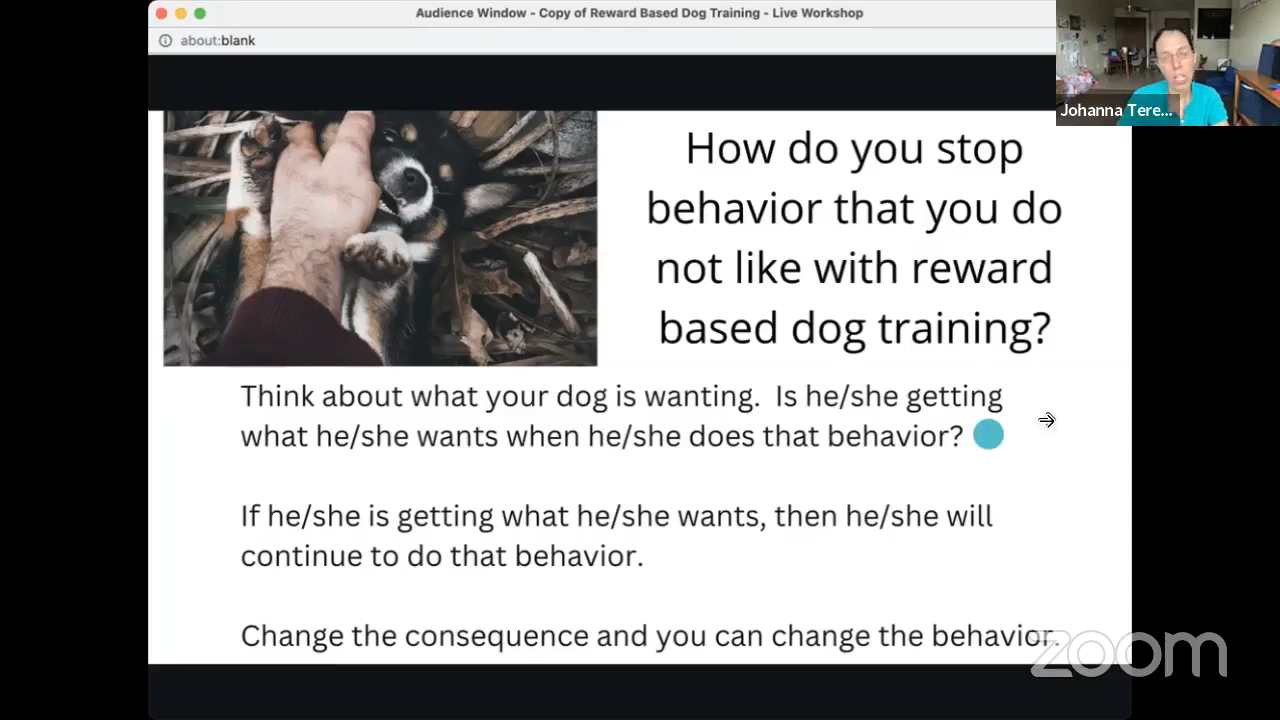 Audience Window - Copy of Reward Based Dog Training - Live Workshop
about:blank
Johanna Tere...
How do you stop
behavior that you do
not like with reward
based dog training?
Think about what your dog is wanting. Is he/she getting
what he/she wants when he/she does that behavior?
If he/she is getting what he/she wants, then he/she will
continue to do that behavior.
Change the consequence and you can change the behavior.
zoom